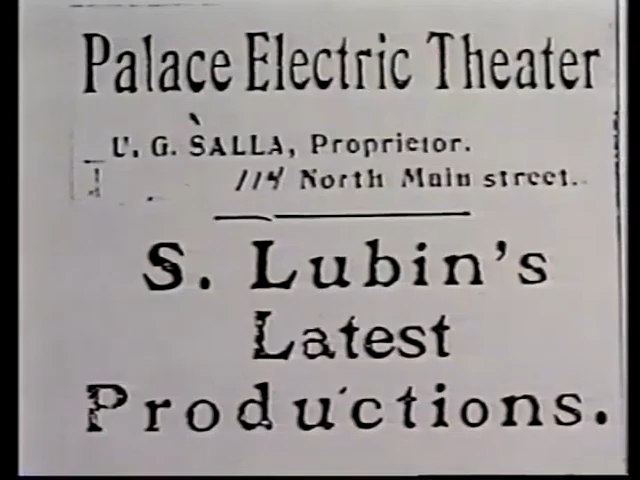 Palace Electric Theater
U. G. SALLA, Proprietor.
114 North Main street.
S. Lubin's
Latest
Productions.